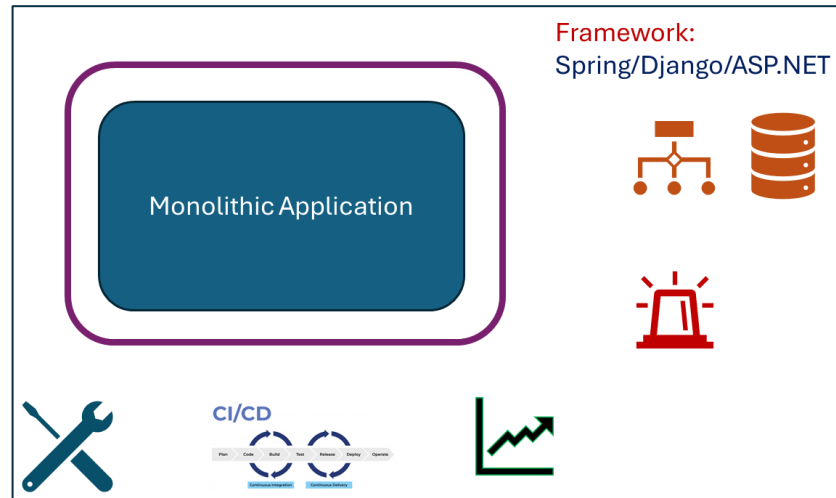 Framework:
Spring/Django/ASP.NET
Monolithic Application
CI/CD
Plan Code Build Test Release Deploy Operate
Continuous Integration Continuous Delivery